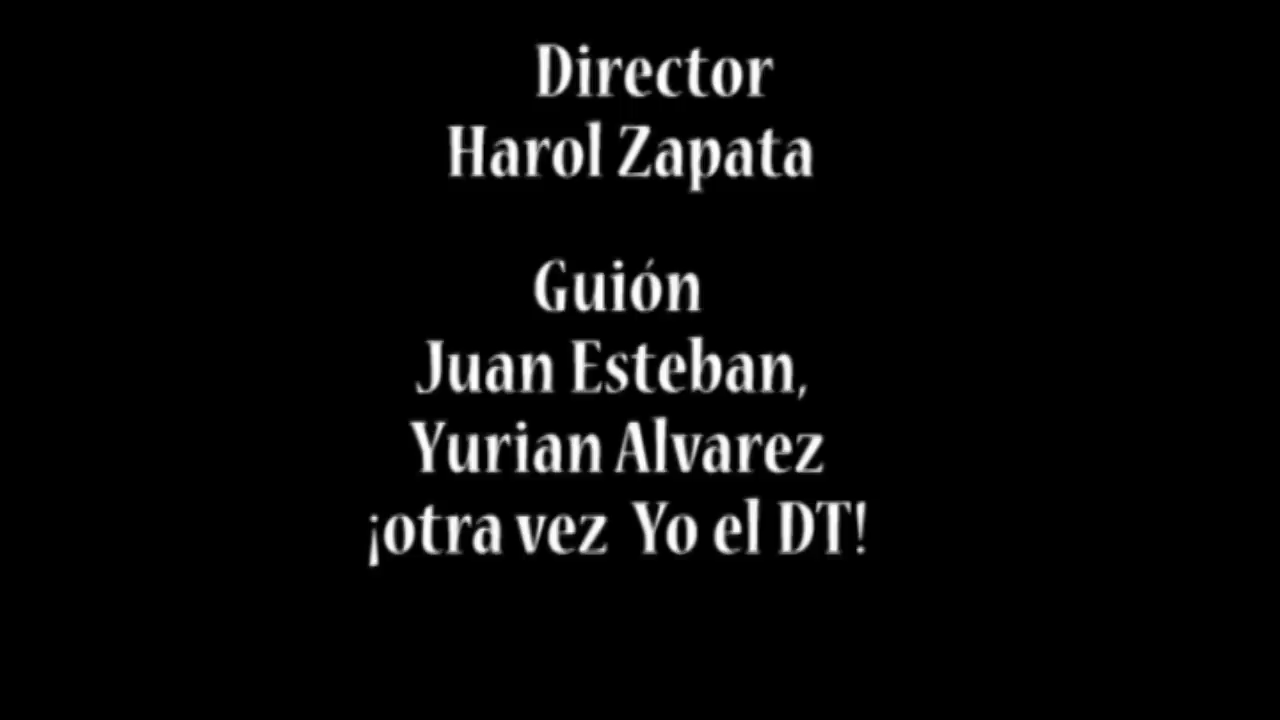 Director
Harol Zapata
Guión
Juan Esteban,
Yurian Alvarez
¡otra vez Yo el DT!